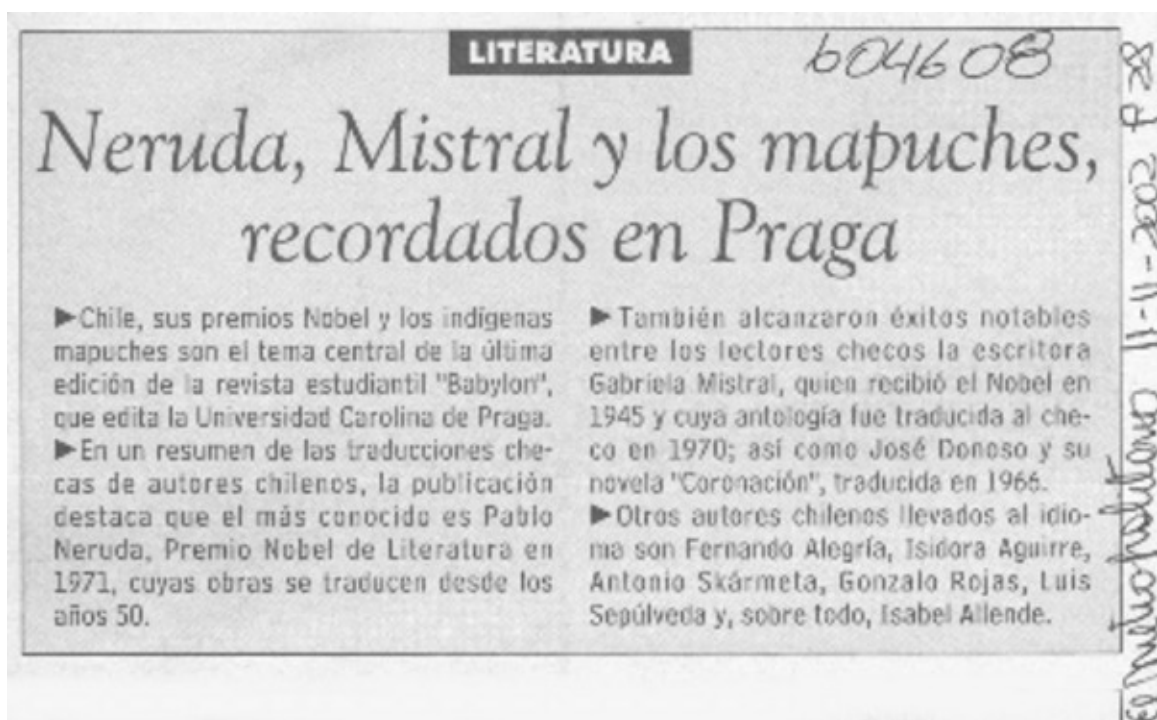 LITERATURA
604608
Neruda, Mistral y los mapuches,
recordados en Praga
►Chile, sus premios Nobel y los indígenas
mapuches son el tema central de la última
edición de la revista estudiantil "Babylon",
que edita la Universidad Carolina de Praga.
►En un resumen de las traducciones che-
cas de autores chilenos, la publicación
destaca que el más conocido es Pablo
Neruda, Premio Nobel de Literatura en
1971, cuyas obras se traducen desde los
años 50.
►También alcanzaron éxitos notables
entre los lectores checos la escritora
Gabriela Mistral, quien recibió el Nobel en
1945 y cuya antología fue traducida al che-
co en 1970; así como José Donoso y su
novela "Coronación", traducida en 1966.
►Otros autores chilenos llevados al idio-
ma son Fernando Alegría, Isidora Aguirre,
Antonio Skármeta, Gonzalo Rojas, Luis
Sepúlveda y, sobre todo, Isabel Allende.
11-11-2002 P. 38